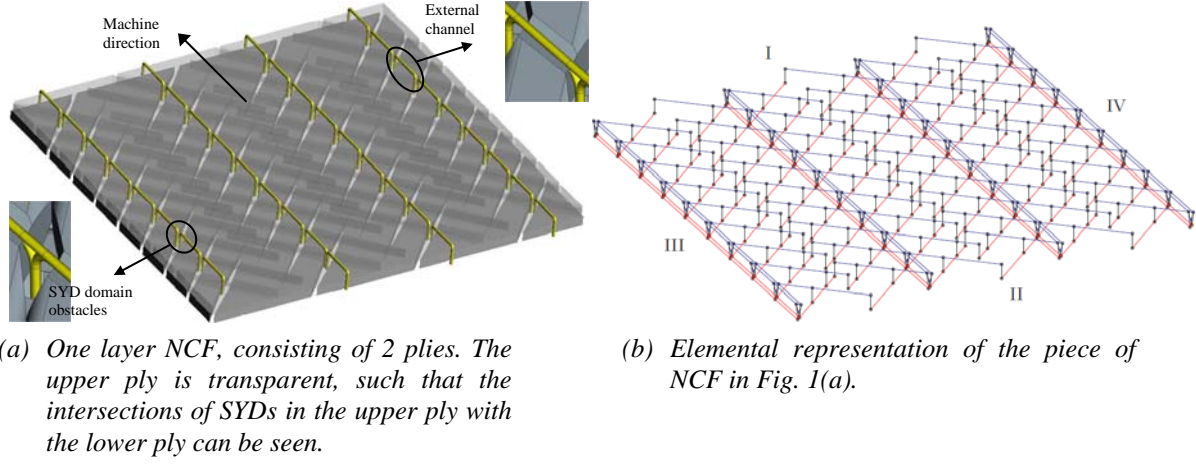 Machine
direction
External
channel
SYD domain
obstacles
I
IV
III
II
(a) One layer NCF, consisting of 2 plies. The
upper ply is transparent, such that the
intersections of SYDs in the upper ply with
the lower ply can be seen.
(b) Elemental representation of the piece of
NCF in Fig. 1(a).